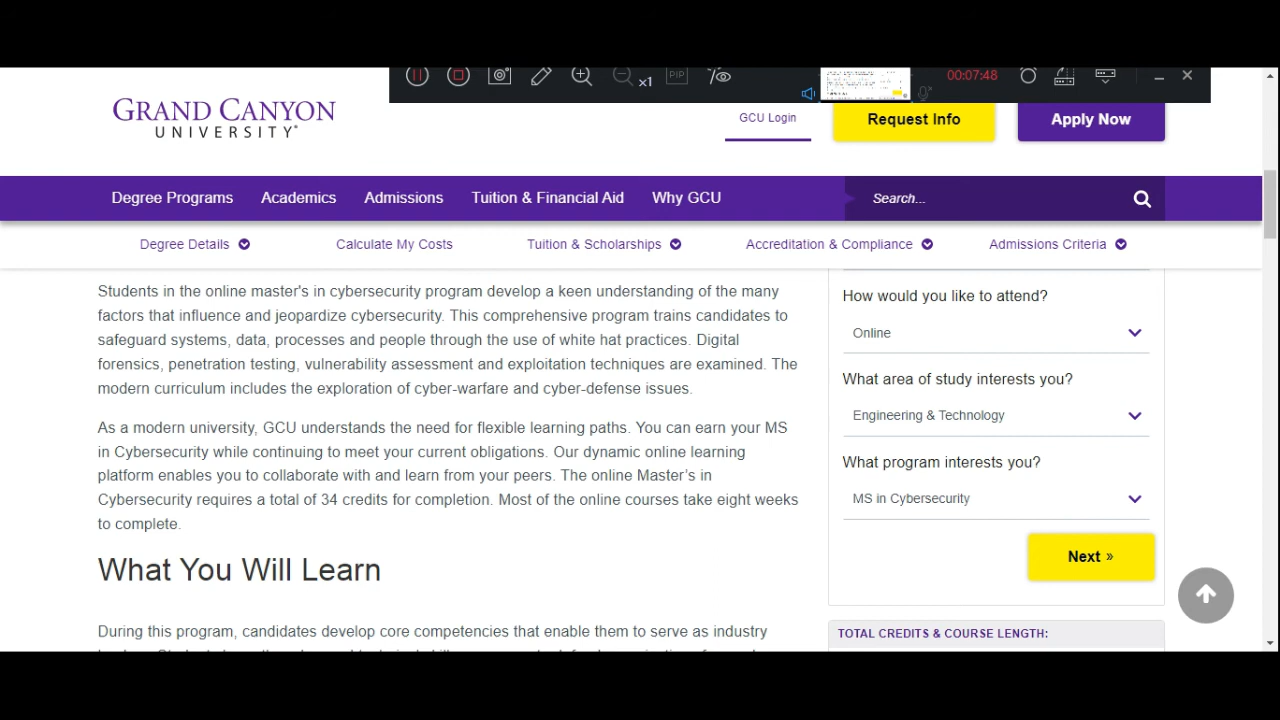 x1
PIP
00:07:48
GRAND CANYON
UNIVERSITY
GCU Login
Request Info
Apply Now
Degree Programs
Academics
Admissions
Tuition & Financial Aid
Why GCU
Search...
Degree Details
Calculate My Costs
Tuition & Scholarships
Accreditation & Compliance
Admissions Criteria
Students in the online master's in cybersecurity program develop a keen understanding of the many
factors that influence and jeopardize cybersecurity. This comprehensive program trains candidates to
safeguard systems, data, processes and people through the use of white hat practices. Digital
forensics, penetration testing, vulnerability assessment and exploitation techniques are examined. The
modern curriculum includes the exploration of cyber-warfare and cyber-defense issues.
As a modern university, GCU understands the need for flexible learning paths. You can earn your MS
in Cybersecurity while continuing to meet your current obligations. Our dynamic online learning
platform enables you to collaborate with and learn from your peers. The online Master's in
Cybersecurity requires a total of 34 credits for completion. Most of the online courses take eight weeks
to complete.
What You Will Learn
During this program, candidates develop core competencies that enable them to serve as industry
How would you like to attend?
Online
What area of study interests you?
Engineering & Technology
What program interests you?
MS in Cybersecurity
Next »
TOTAL CREDITS & COURSE LENGTH: